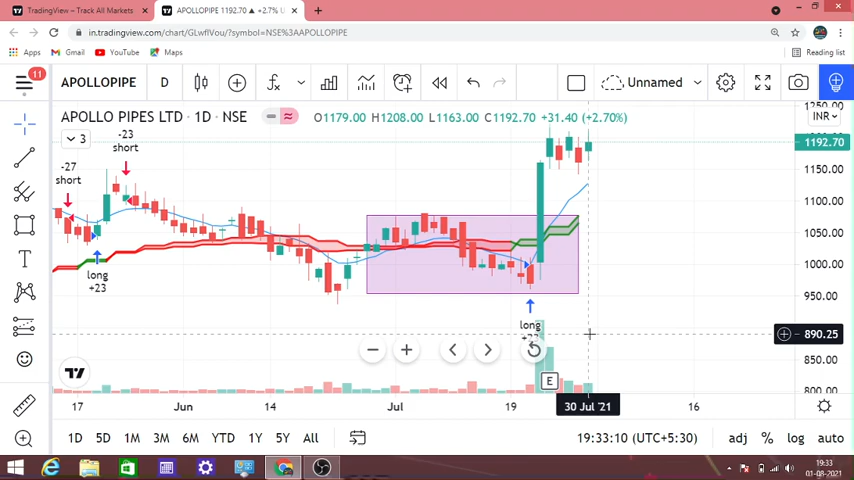 TradingView — Track All Markets
APOLLOPIPE 1192.70 ▲ +2.7% U
in.tradingview.com/chart/GLwfIVou/?symbol=NSE%3AAPOLLOPIPE
Apps
Gmail
YouTube
Maps
Reading list
11
APOLLOPIPE
D
Unnamed
APOLLO PIPES LTD · 1D · NSE
O1179.00 H1208.00 L1163.00 C1192.70 +31.40 (+2.70%)
INR
3
-23
short
-27
short
long
+23
long
1250.00
1192.70
1150.00
1100.00
1050.00
1000.00
950.00
890.25
850.00
800.00
E
17
Jun
14
Jul
19
30 Jul '21
16
1D
5D
1M
3M
6M
YTD
1Y
5Y
All
19:33:10 (UTC+5:30)
adj
%
log
auto
19:33
01-08-2021